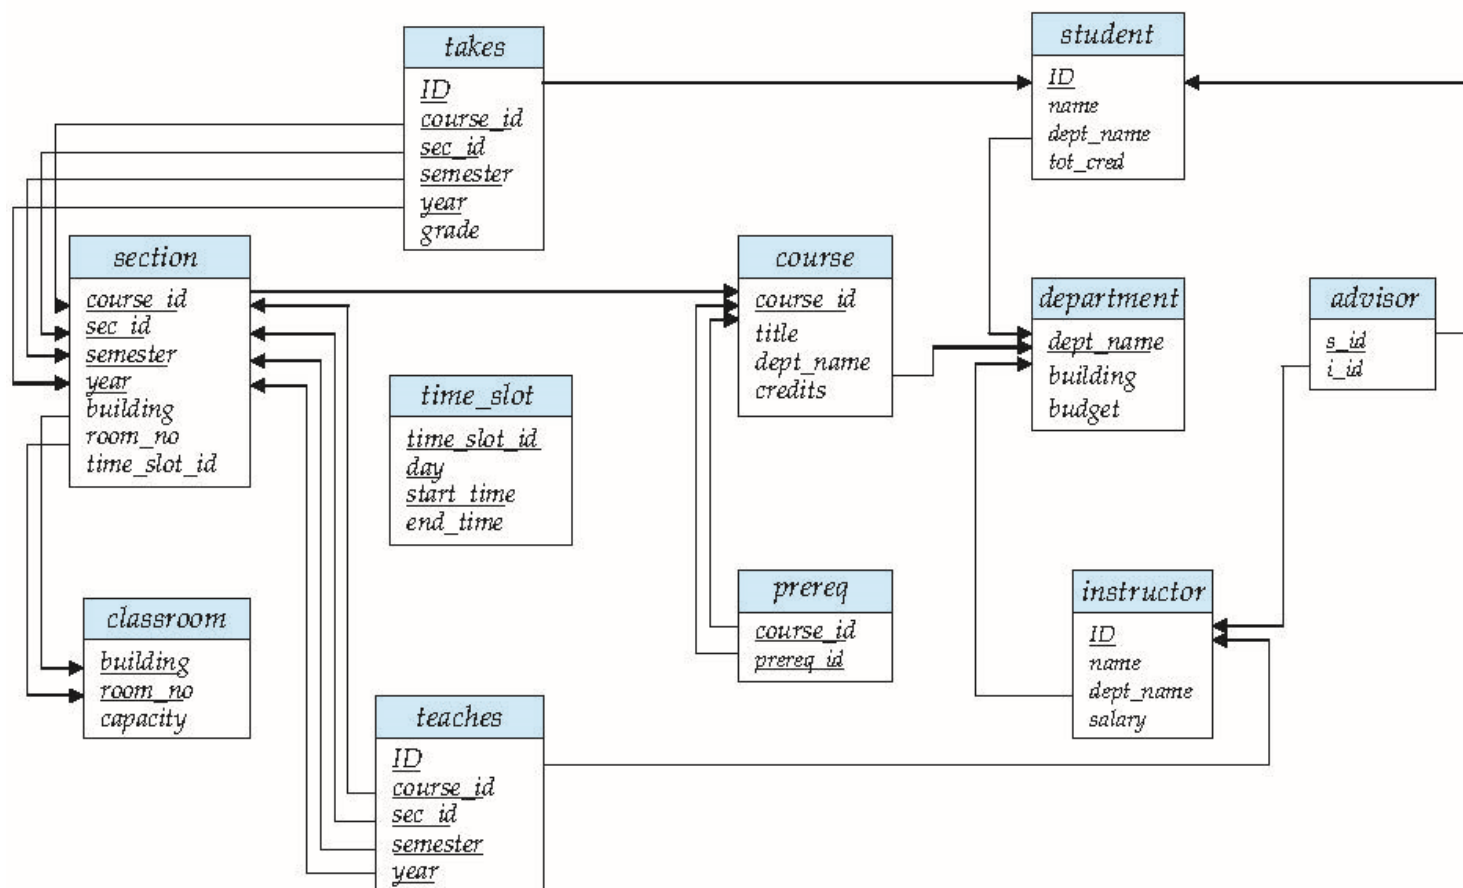 takes
ID
course_id
sec_id
semester
year
grade
student
ID
name
dept_name
tot_cred
section
course_id
sec_id
semester
year
building
room_no
time_slot_id
course
course_id
title
dept_name
credits
department
dept_name
building
budget
advisor
s_id
i_id
time_slot
time_slot_id
day
start_time
end_time
prereq
course_id
prereq_id
instructor
ID
name
dept_name
salary
classroom
building
room_no
capacity
teaches
ID
course_id
sec_id
semester
year